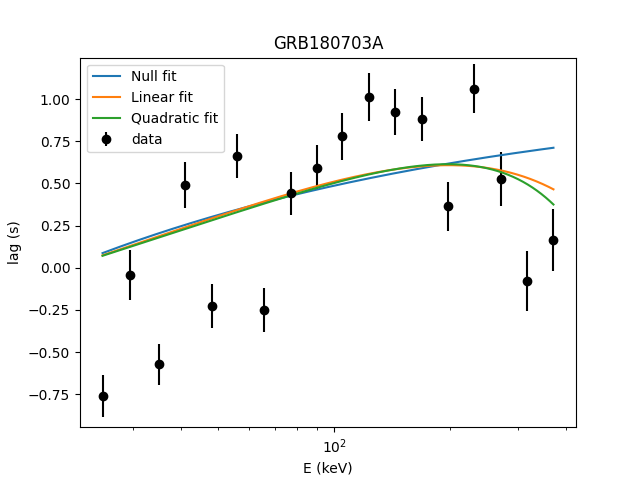 GRB180703A
Null fit
Linear fit
Quadratic fit
data
lag (s)
1.00
0.75
0.50
0.25
0.00
−0.25
−0.50
−0.75
10²
E (keV)